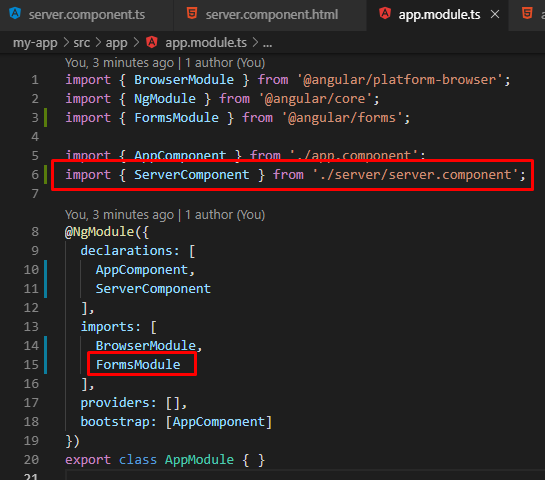 server.component.ts server.component.html app.module.ts
my-app > src > app > app.module.ts > ...
You, 3 minutes ago | 1 author (You)
1 import { BrowserModule } from '@angular/platform-browser';
2 import { NgModule } from '@angular/core';
3 import { FormsModule } from '@angular/forms';
4
5 import { AppComponent } from './app.component';
6 import { ServerComponent } from './server/server.component';
7
You, 3 minutes ago | 1 author (You)
8 @NgModule({
9 declarations: [
10 AppComponent,
11 ServerComponent
12 ],
13 imports: [
14 BrowserModule,
15 FormsModule
16 ],
17 providers: [],
18 bootstrap: [AppComponent]
19 })
20 export class AppModule { }
21